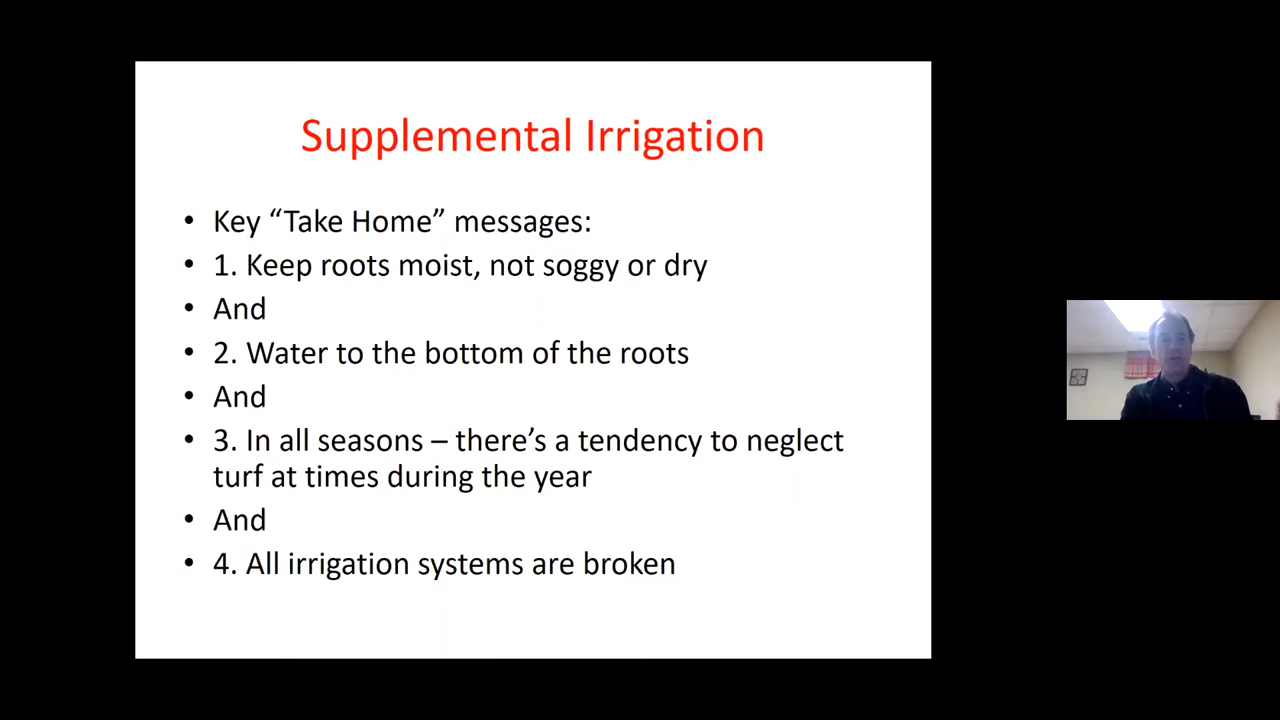 Supplemental Irrigation
• Key “Take Home” messages:
• 1. Keep roots moist, not soggy or dry
• And
• 2. Water to the bottom of the roots
• And
• 3. In all seasons – there’s a tendency to neglect
turf at times during the year
• And
• 4. All irrigation systems are broken